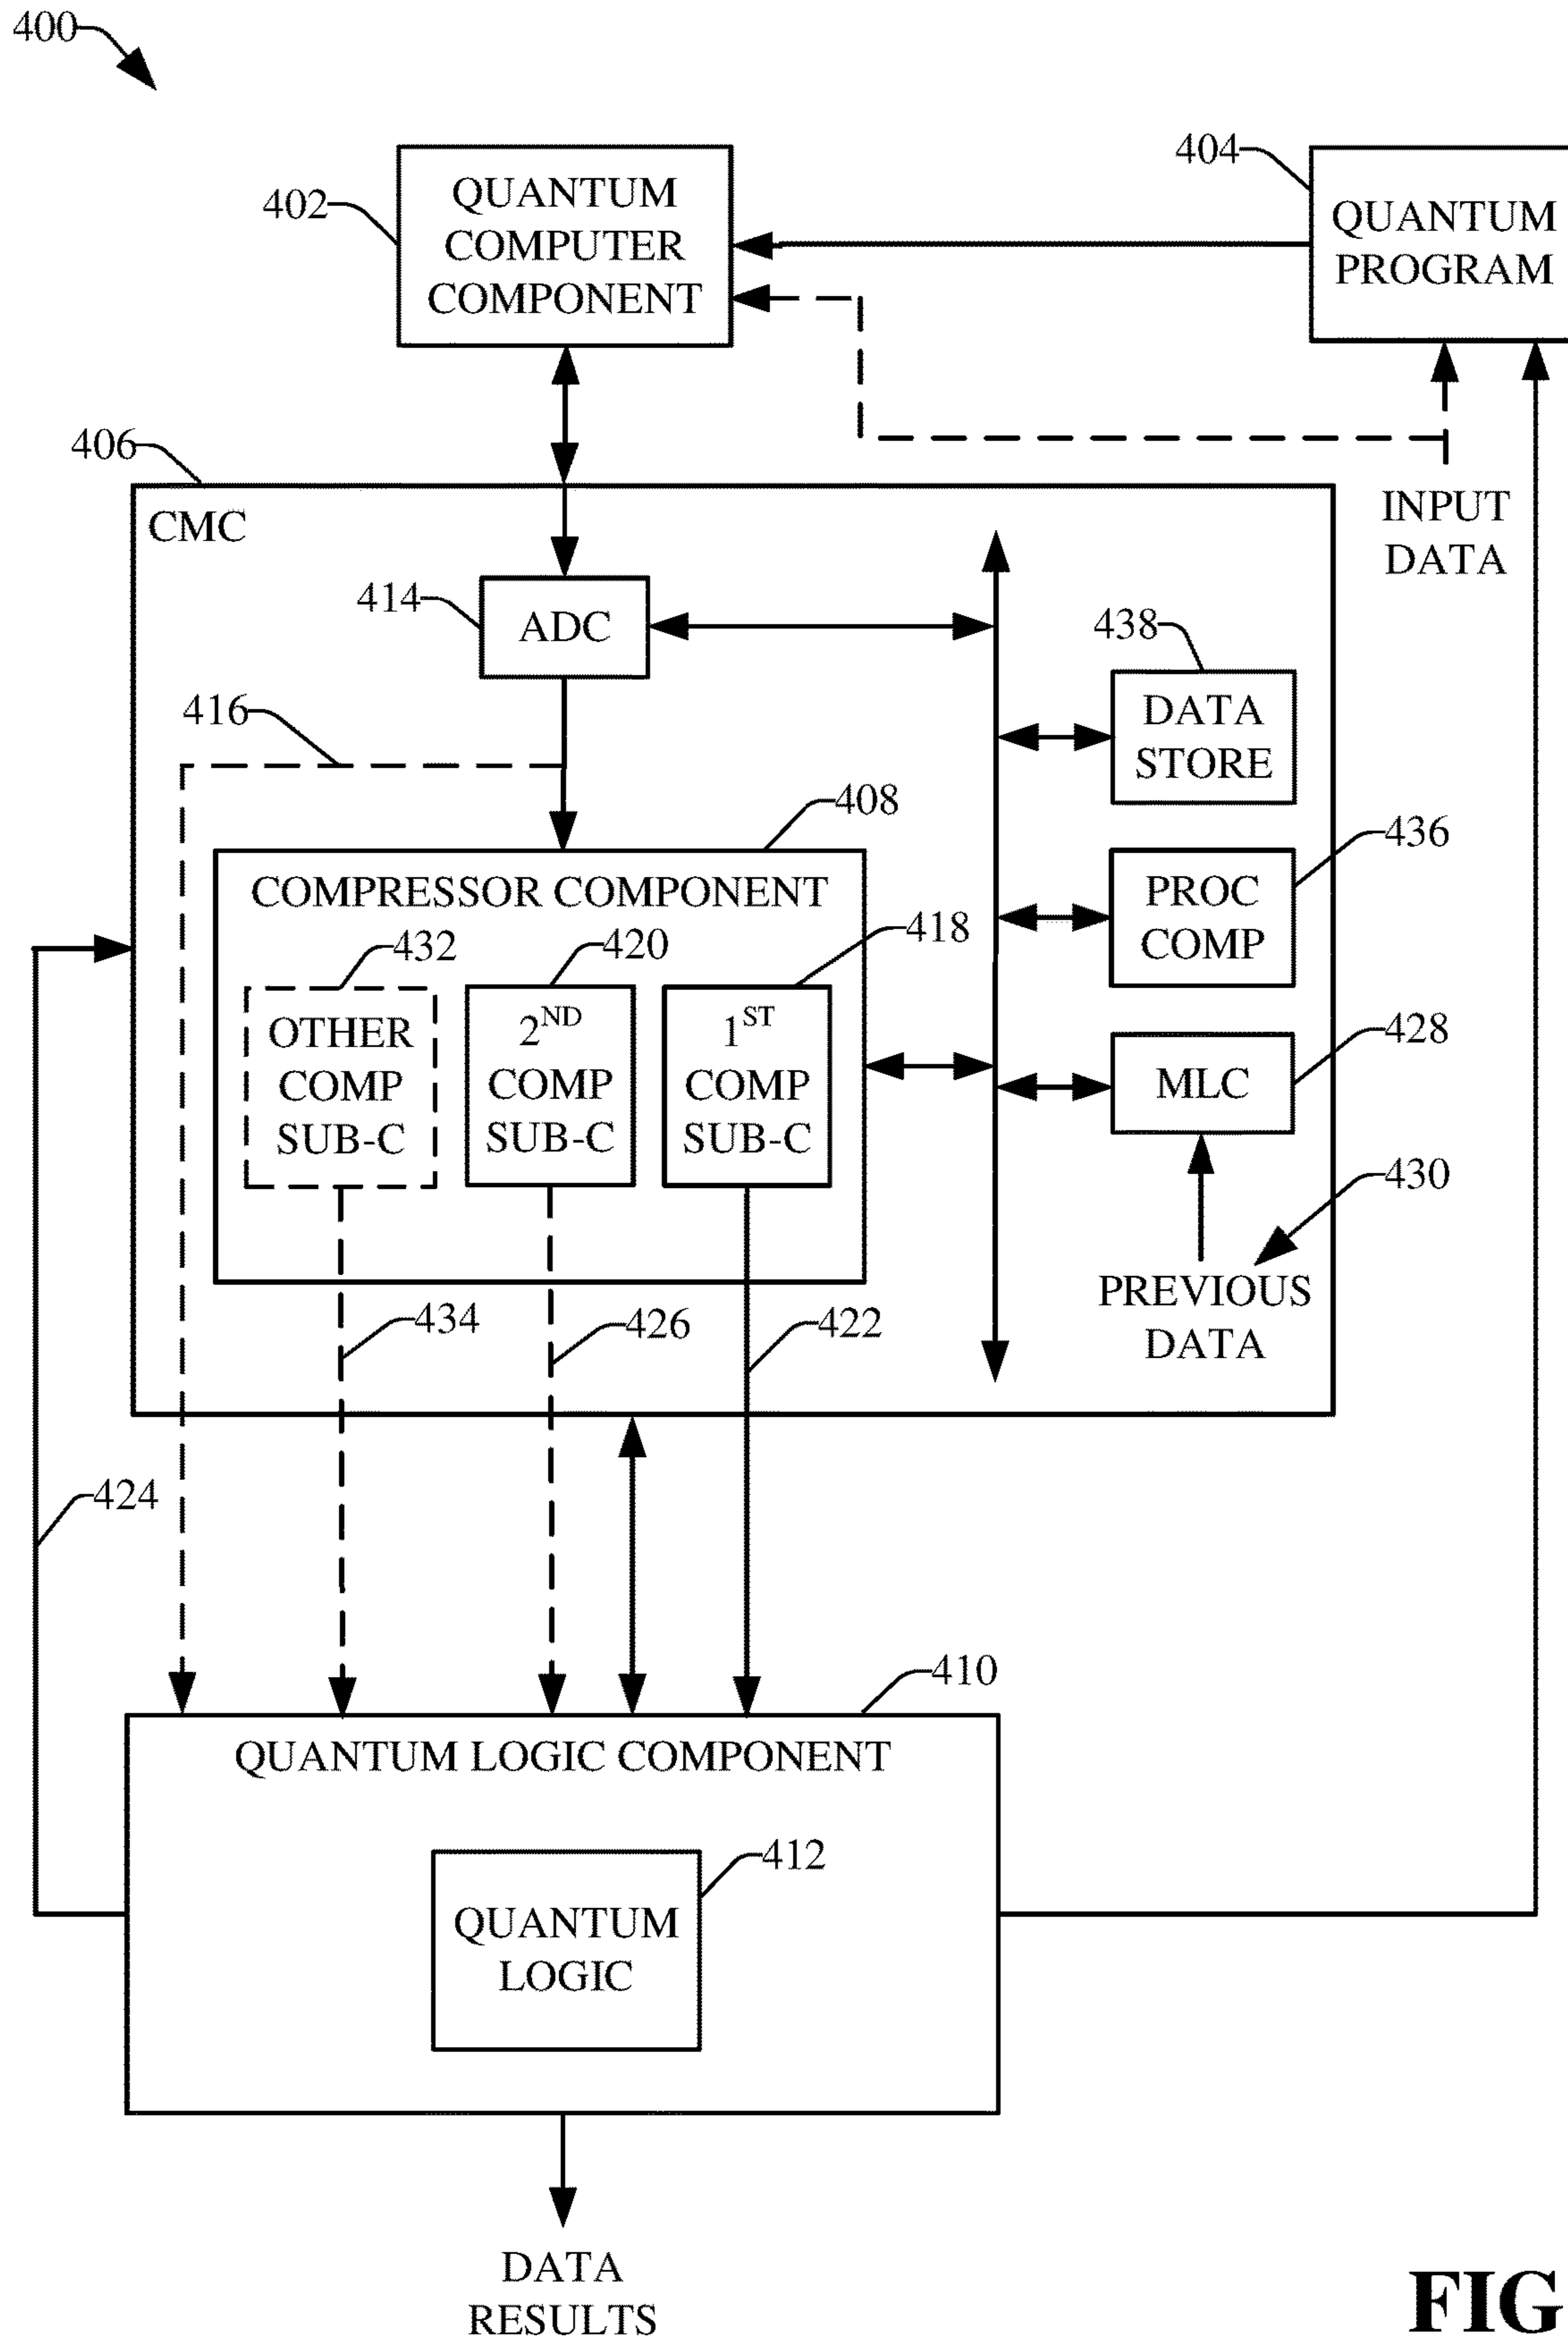 400
402
QUANTUM
COMPUTER
COMPONENT
404
QUANTUM
PROGRAM
406
CMC
INPUT
DATA
414
ADC
438
DATA
STORE
416
408
COMPRESSOR COMPONENT
436
PROC
COMP
432
420
418
OTHER
COMP
SUB-C
2ND
COMP
SUB-C
1ST
COMP
SUB-C
428
MLC
430
PREVIOUS
DATA
434
426
422
424
410
QUANTUM LOGIC COMPONENT
412
QUANTUM
LOGIC
DATA
RESULTS
FIG